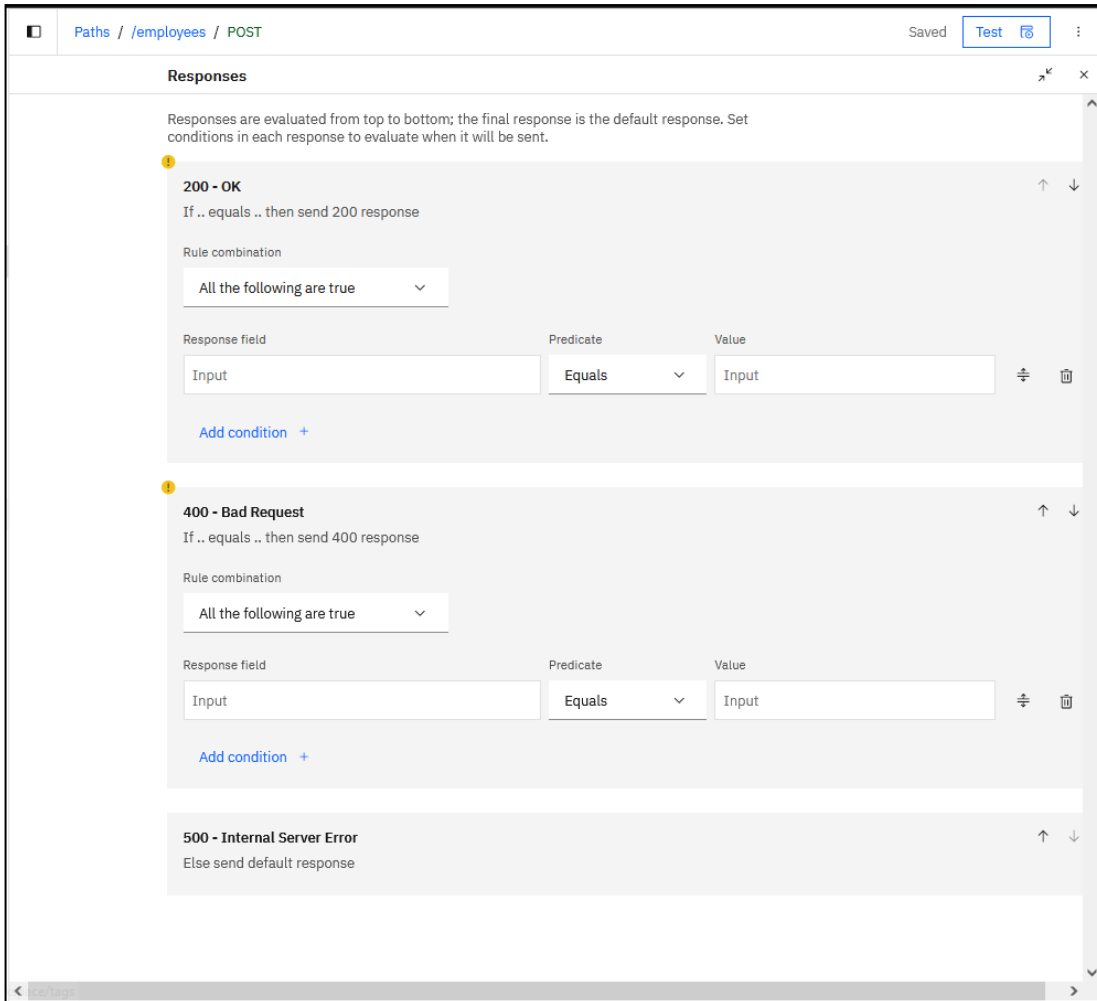 Paths / /employees / POST
Saved
Test
Responses
Responses are evaluated from top to bottom; the final response is the default response. Set
conditions in each response to evaluate when it will be sent.
200 - OK
If .. equals .. then send 200 response
Rule combination
All the following are true
Response field Predicate Value
Input Equals Input
Add condition +
400 - Bad Request
If .. equals .. then send 400 response
Rule combination
All the following are true
Response field Predicate Value
Input Equals Input
Add condition +
500 - Internal Server Error
Else send default response